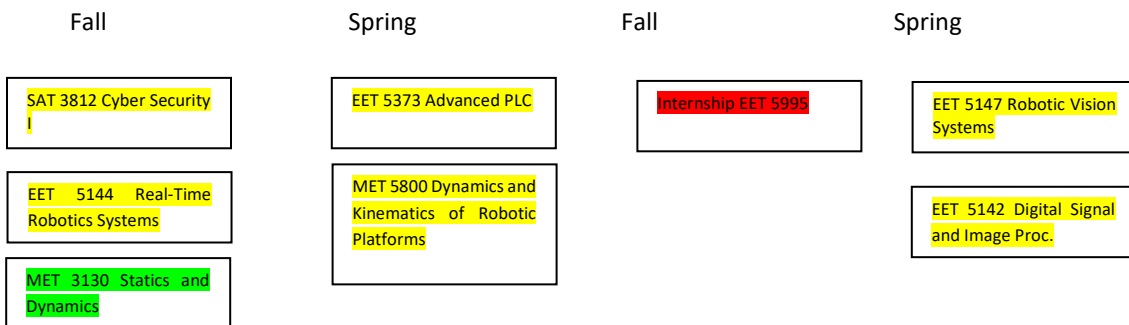 Fall Spring Fall Spring
SAT 3812 Cyber Security
I
EET 5144 Real-Time
Robotics Systems
MET 3130 Statics and
Dynamics
EET 5373 Advanced PLC
MET 5800 Dynamics and
Kinematics of Robotic
Platforms
Internship EET 5995
EET 5147 Robotic Vision
Systems
EET 5142 Digital Signal
and Image Proc.